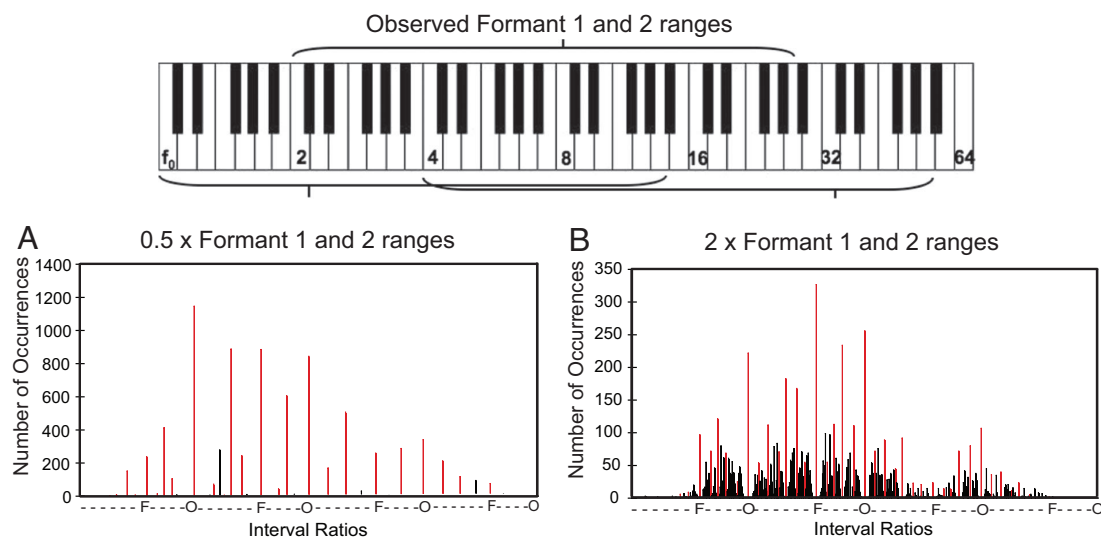 Observed Formant 1 and 2 ranges
f0 2 4 8 16 32 64
A 0.5 x Formant 1 and 2 ranges
1400
1200
1000
800
600
400
200
0
Number of Occurrences
- - - - - - - -F- - - - -O- - - - - - - -F- - - - -O- - - - - - - -F- - - - -O- - - - - - - -F- - - - -O
Interval Ratios
B 2 x Formant 1 and 2 ranges
350
300
250
200
150
100
50
0
Number of Occurrences
- - - - - - - -F- - - - -O- - - - - - - -F- - - - -O- - - - - - - -F- - - - -O- - - - - - - -F- - - - -O
Interval Ratios